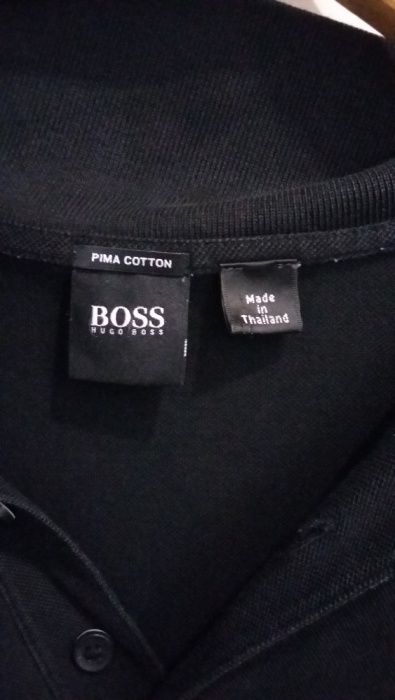 PIMA COTTON
BOSS
HUGO BOSS
Made
in
Thailand